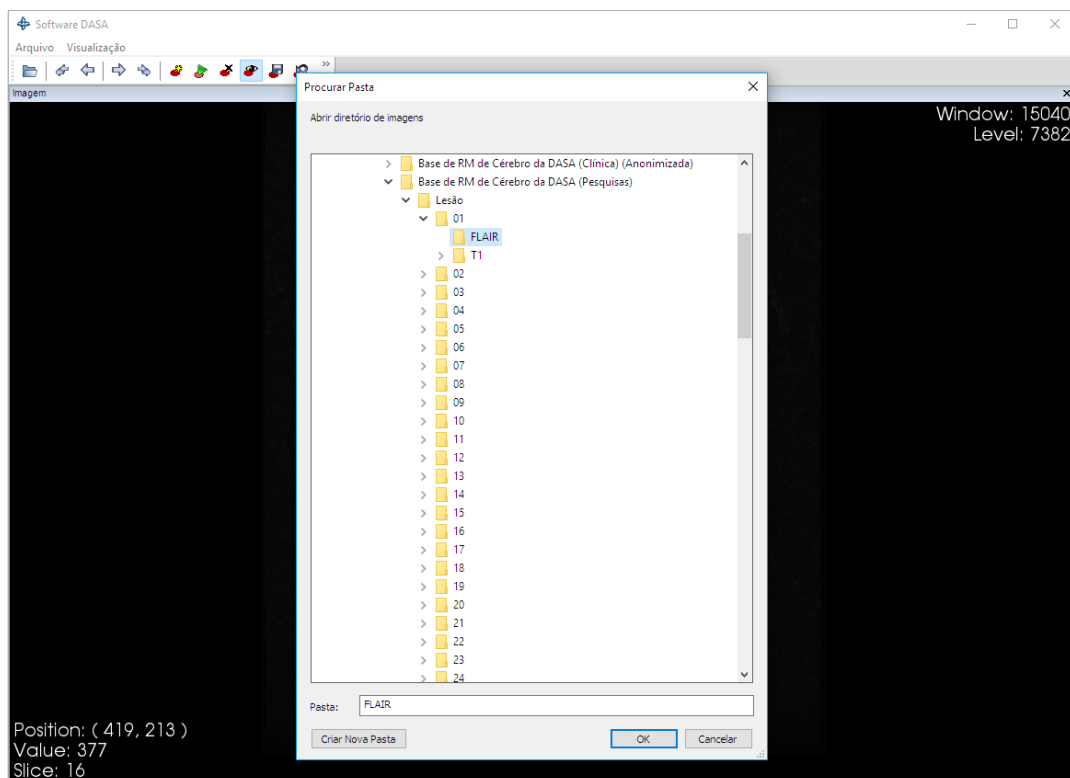 Software DASA
Arquivo Visualização
»
Imagem
Window: 15040
Level: 7382
Procurar Pasta
Abrir diretório de imagens
Base de RM de Cérebro da DASA (Clínica) (Anonimizada)
Base de RM de Cérebro da DASA (Pesquisas)
Lesão
01
FLAIR
T1
02
03
04
05
06
07
08
09
10
11
12
13
14
15
16
17
18
19
20
21
22
23
24
Pasta: FLAIR
Criar Nova Pasta OK Cancelar
Position: ( 419, 213 )
Value: 377
Slice: 16